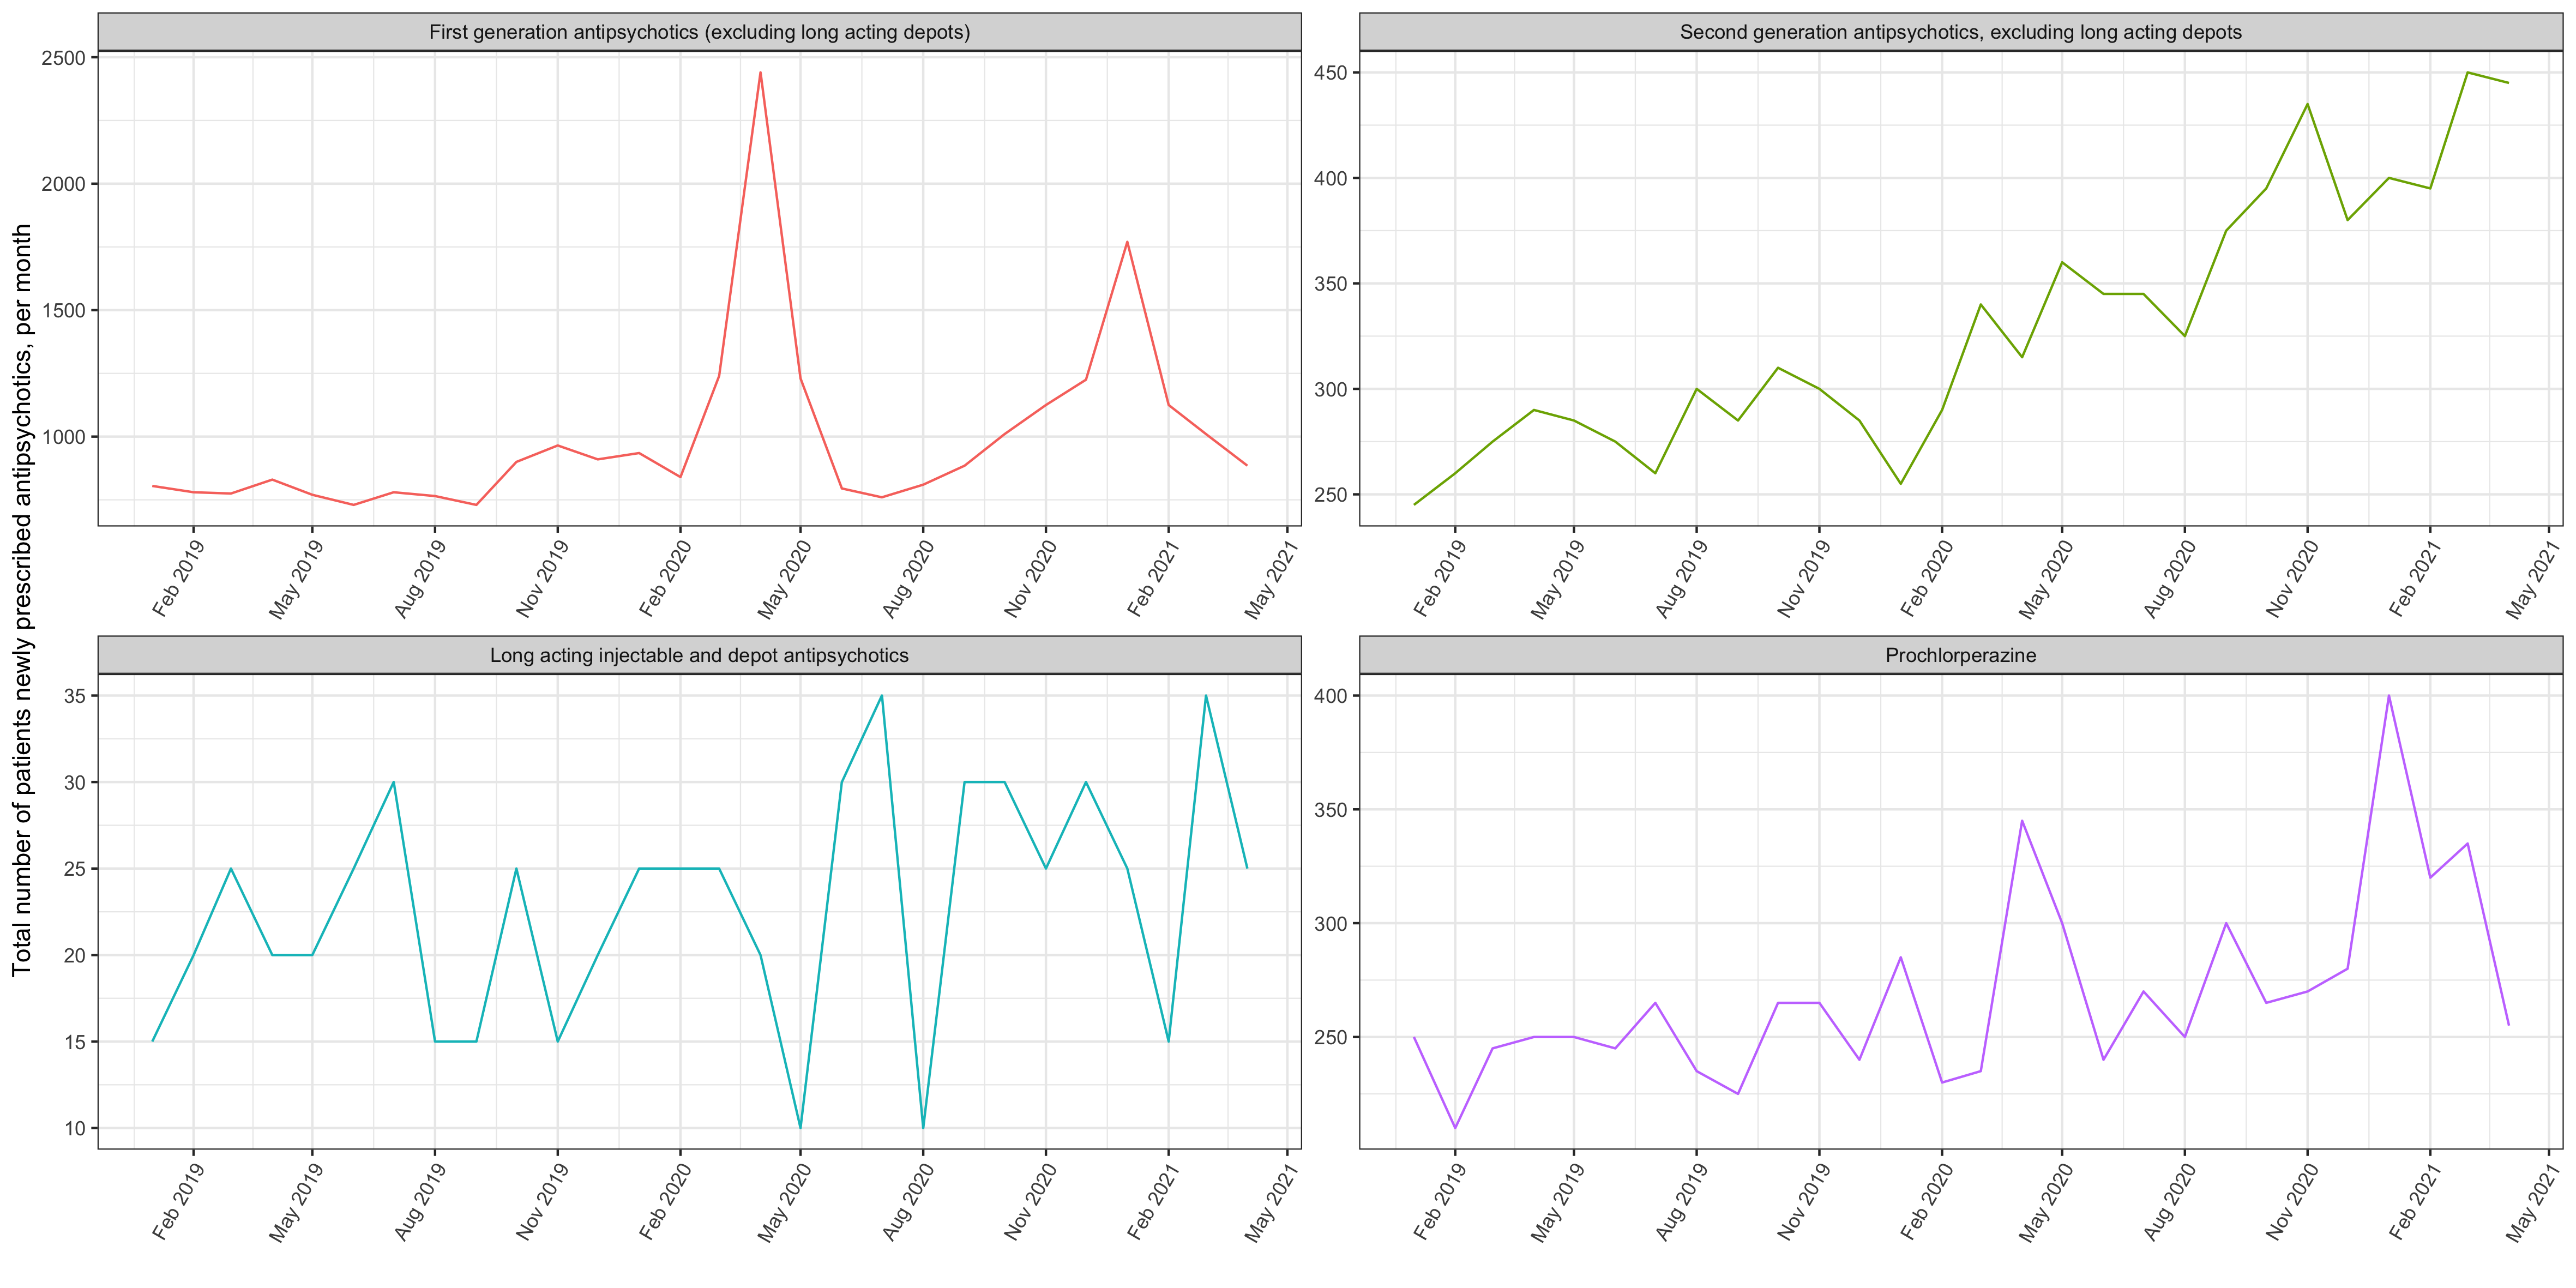 Total number of patients newly prescribed antipsychotics, per month
First generation antipsychotics (excluding long acting depots)
2500
2000
1500
1000
Feb 2019
May 2019
Aug 2019
Nov 2019
Feb 2020
May 2020
Aug 2020
Nov 2020
Feb 2021
May 2021
Second generation antipsychotics, excluding long acting depots
450
400
350
300
250
Feb 2019
May 2019
Aug 2019
Nov 2019
Feb 2020
May 2020
Aug 2020
Nov 2020
Feb 2021
May 2021
Long acting injectable and depot antipsychotics
35
30
25
20
15
10
Feb 2019
May 2019
Aug 2019
Nov 2019
Feb 2020
May 2020
Aug 2020
Nov 2020
Feb 2021
May 2021
Prochlorperazine
400
350
300
250
Feb 2019
May 2019
Aug 2019
Nov 2019
Feb 2020
May 2020
Aug 2020
Nov 2020
Feb 2021
May 2021